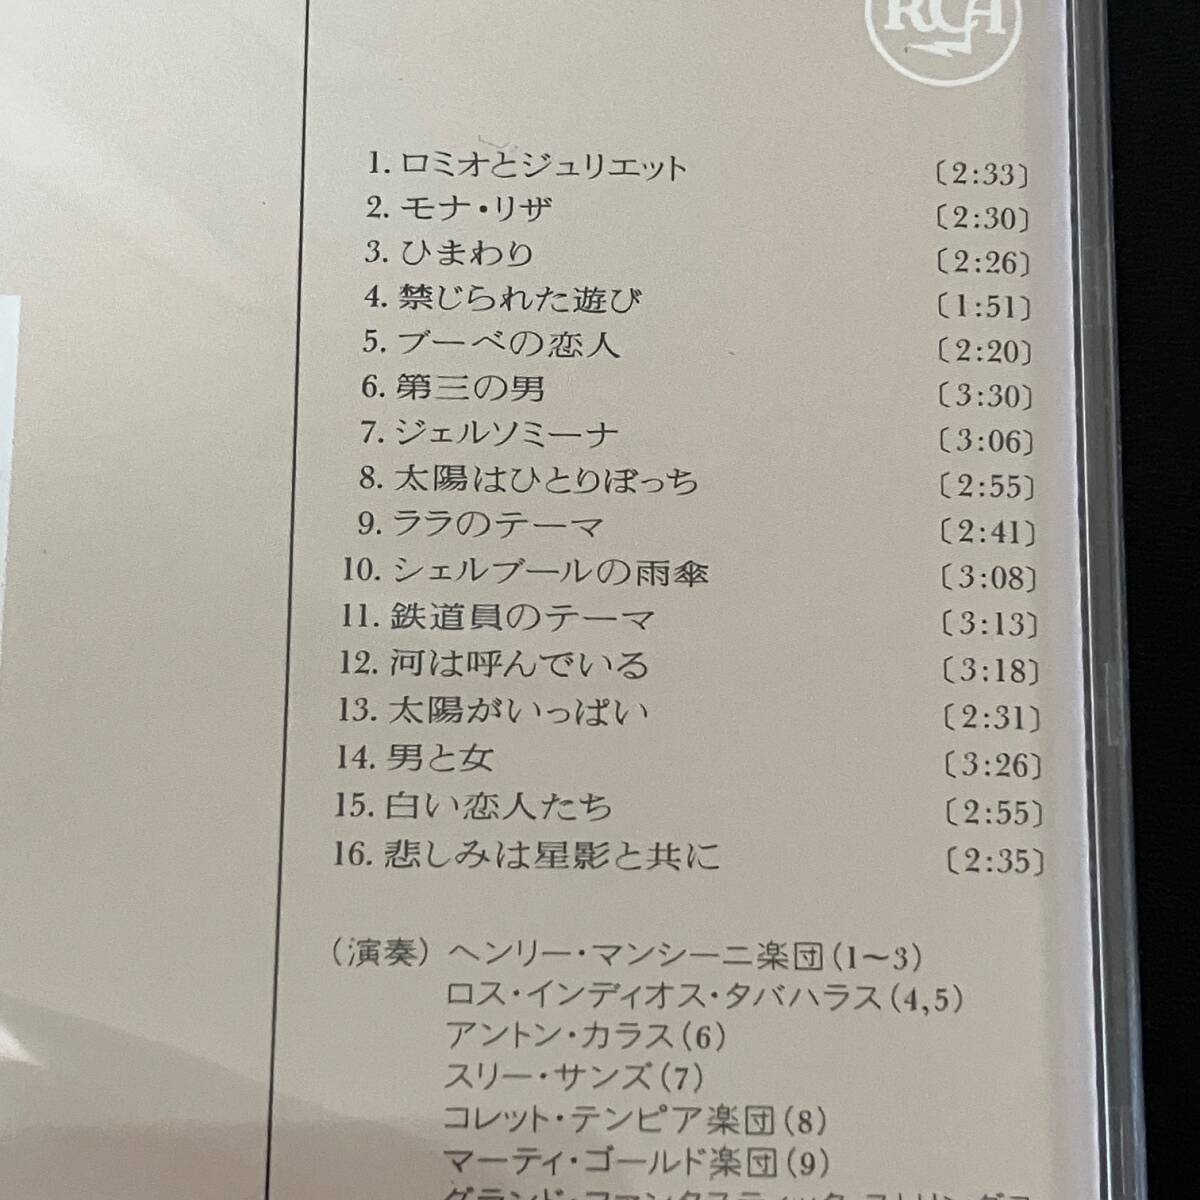 RCA
1. ロミオとジュリエット 〔2:33〕
2. モナ・リザ 〔2:30〕
3. ひまわり 〔2:26〕
4. 禁じられた遊び 〔1:51〕
5. ブーベの恋人 〔2:20〕
6. 第三の男 〔3:30〕
7. ジェルソミーナ 〔3:06〕
8. 太陽はひとりぼっち 〔2:55〕
9. ララのテーマ 〔2:41〕
10. シェルブールの雨傘 〔3:08〕
11. 鉄道員のテーマ 〔3:13〕
12. 河は呼んでいる 〔3:18〕
13. 太陽がいっぱい 〔2:31〕
14. 男と女 〔3:26〕
15. 白い恋人たち 〔2:55〕
16. 悲しみは星影と共に 〔2:35〕
(演奏) ヘンリー・マンシーニ楽団(1〜3)
ロス・インディオス・タバハラス(4,5)
アントン・カラス(6)
スリー・サンズ(7)
コレット・テンピア楽団(8)
マーティ・ゴールド楽団(9)